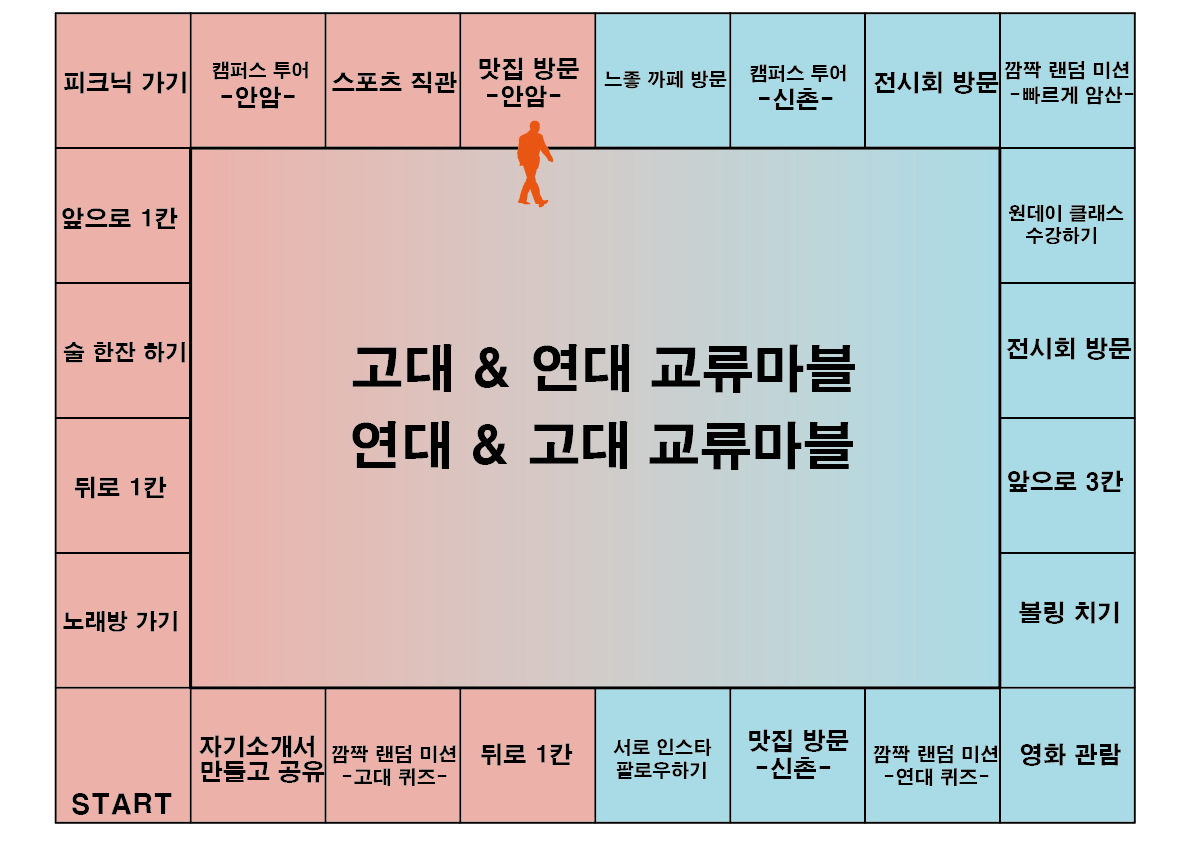 피크닉 가기
캠퍼스 투어
-안암-
스포츠 직관
맛집 방문
-안암-
느좋 까페 방문
캠퍼스 투어
-신촌-
전시회 방문
깜짝 랜덤 미션
-빠르게 암산-
앞으로 1칸
원데이 클래스
수강하기
술 한잔 하기
전시회 방문
고대 & 연대 교류마블
연대 & 고대 교류마블
뒤로 1칸
앞으로 3칸
노래방 가기
볼링 치기
START
자기소개서
만들고 공유
깜짝 랜덤 미션
-고대 퀴즈-
뒤로 1칸
서로 인스타
팔로우하기
맛집 방문
-신촌-
깜짝 랜덤 미션
-연대 퀴즈-
영화 관람